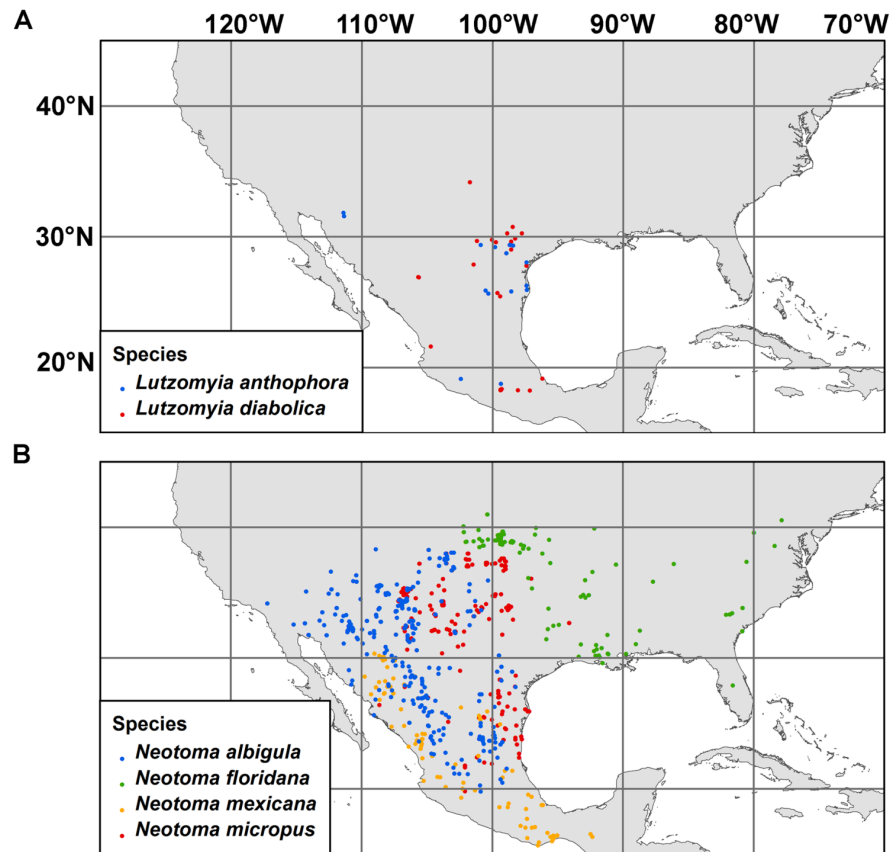 A
120°W 110°W 100°W 90°W 80°W 70°W
40°N
30°N
20°N
Species
Lutzomyia anthophora
Lutzomyia diabolica
B
Species
Neotoma albigula
Neotoma floridana
Neotoma mexicana
Neotoma micropus